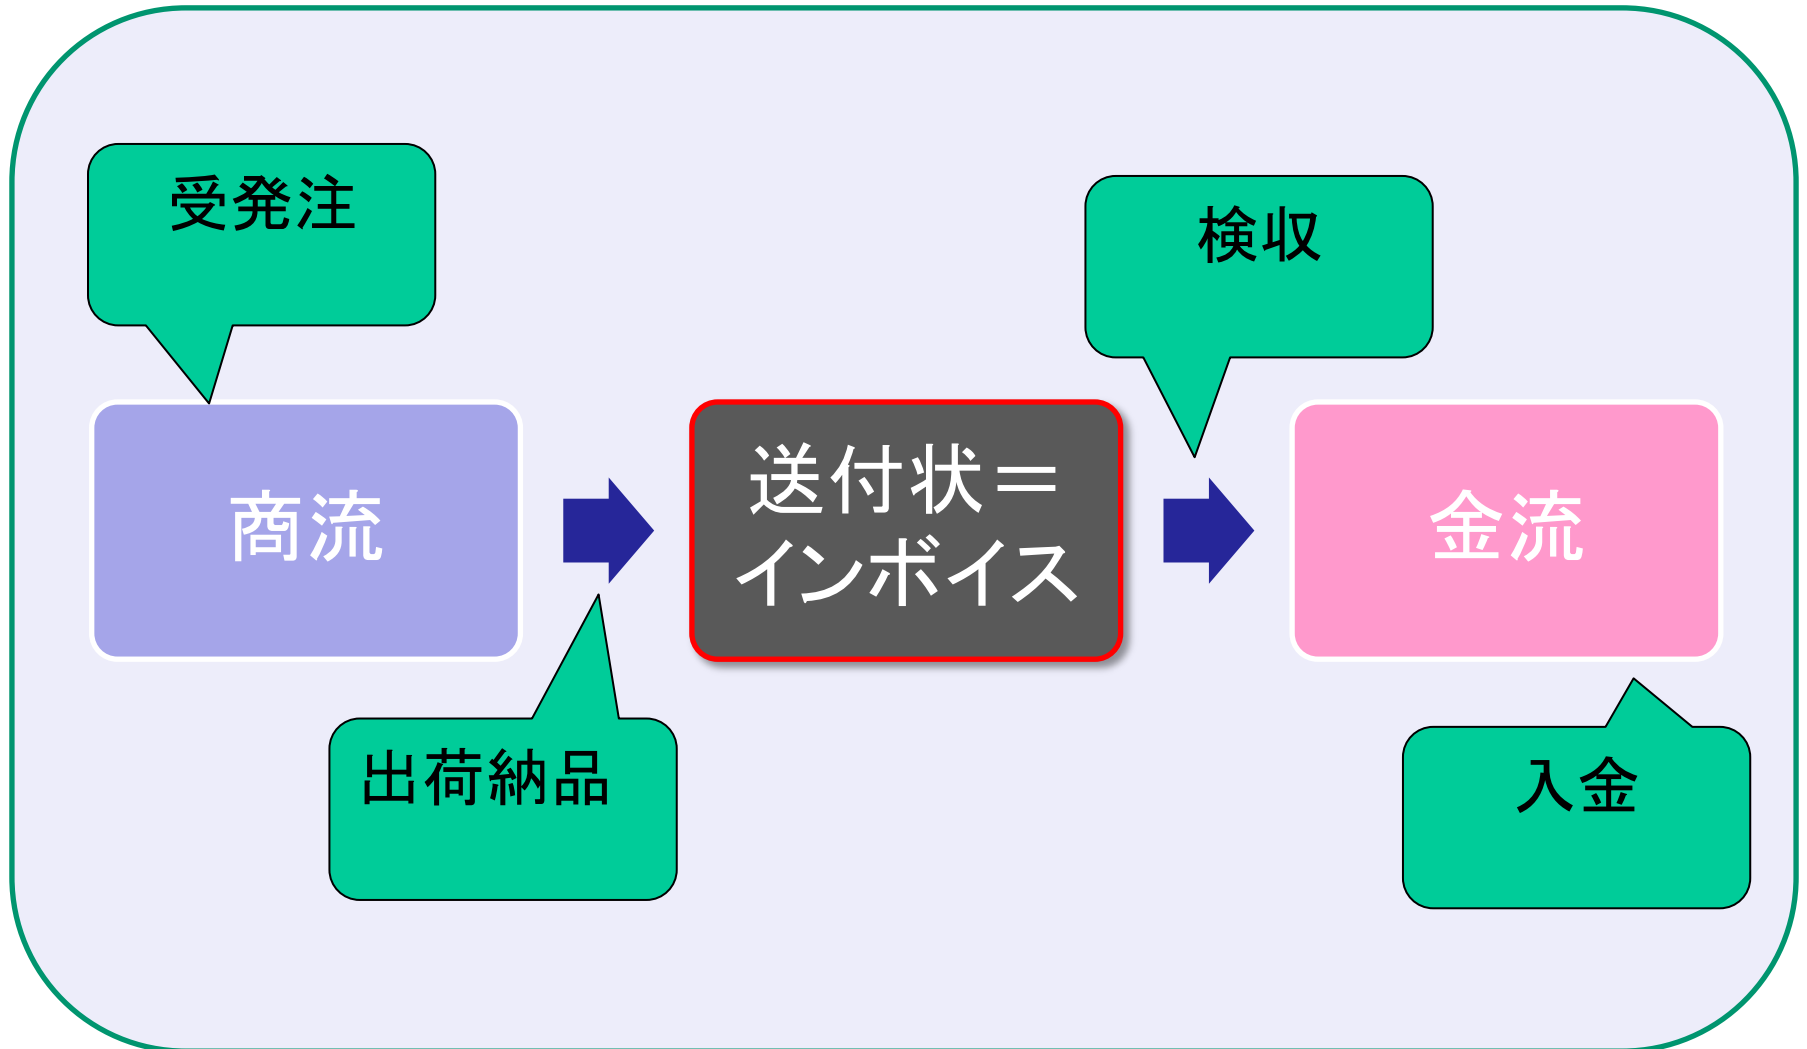 受発注
検収
商流
送付状＝
インボイス
金流
出荷納品
入金